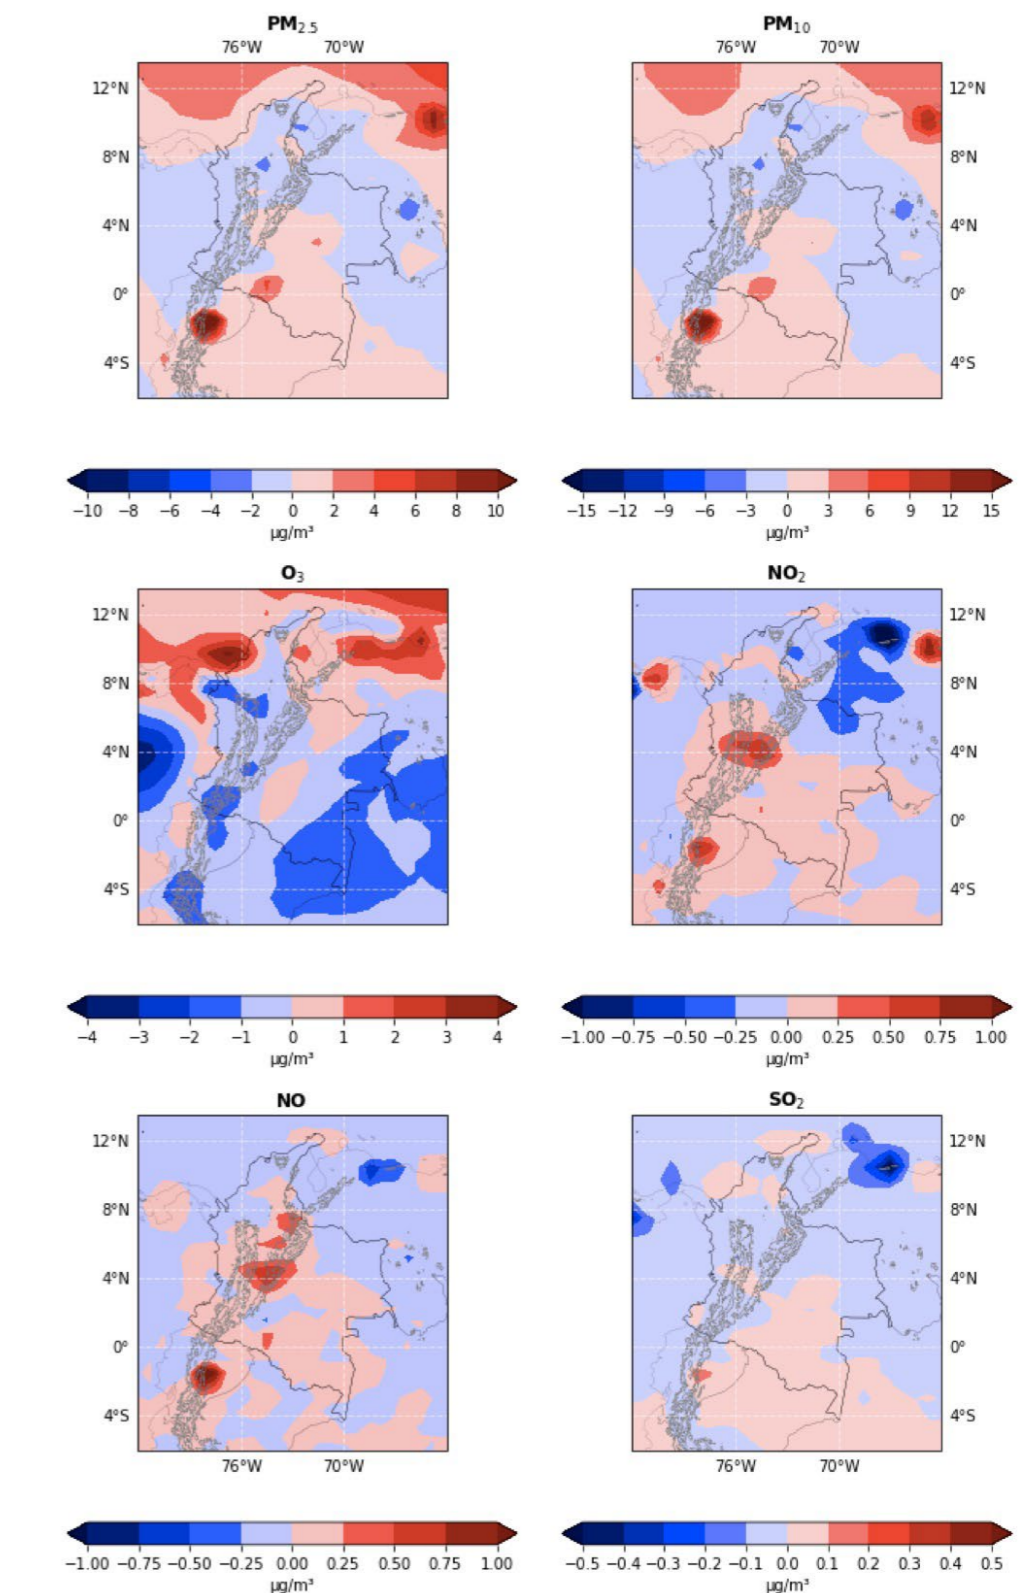 PM₂.₅ PM₁₀
76°W 70°W 76°W 70°W
12°N 12°N
8°N 8°N
4°N 4°N
0° 0°
4°S 4°S
−10 −8 −6 −4 −2 0 2 4 6 8 10 −15 −12 −9 −6 −3 0 3 6 9 12 15
µg/m³ µg/m³
O₃ NO₂
12°N 12°N
8°N 8°N
4°N 4°N
0° 0°
4°S 4°S
−4 −3 −2 −1 0 1 2 3 4 −1.00 −0.75 −0.50 −0.25 0.00 0.25 0.50 0.75 1.00
µg/m³ µg/m³
NO SO₂
12°N 12°N
8°N 8°N
4°N 4°N
0° 0°
4°S 4°S
76°W 70°W 76°W 70°W
−1.00 −0.75 −0.50 −0.25 0.00 0.25 0.50 0.75 1.00 −0.5 −0.4 −0.3 −0.2 −0.1 0.0 0.1 0.2 0.3 0.4 0.5
µg/m³ µg/m³